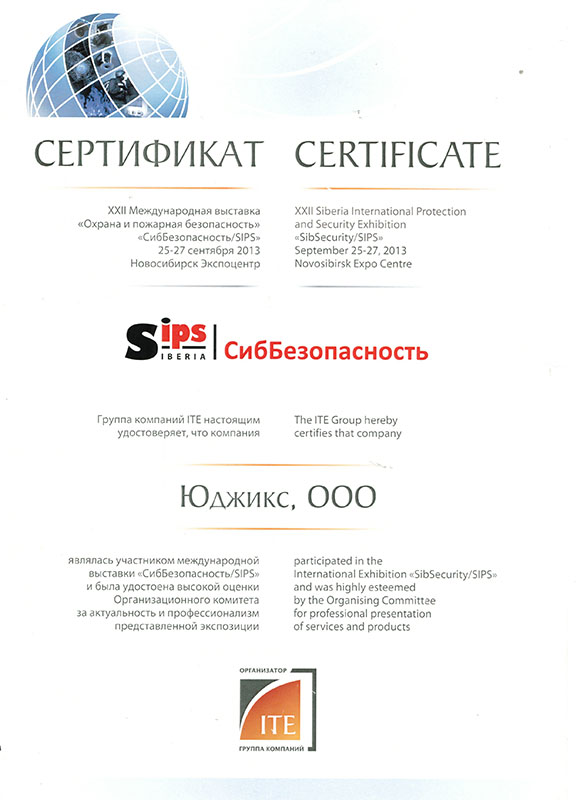 СЕРТИФИКАТ
CERTIFICATE
XXII Международная выставка
«Охрана и пожарная безопасность»
«СибБезопасность/SIPS»
25-27 сентября 2013
Новосибирск Экспоцентр
XXII Siberia International Protection
and Security Exhibition
«SibSecurity/SIPS»
September 25-27, 2013
Novosibirsk Expo Centre
Sips
IBERIA
СибБезопасность
Группа компаний ITE настоящим
удостоверяет, что компания
The ITE Group hereby
certifies that company
Юджикс, ООО
являлась участником международной
выставки «СибБезопасность/SIPS»
и была удостоена высокой оценки
Организационного комитета
за актуальность и профессионализм
представленной экспозиции
participated in the
International Exhibition «SibSecurity/SIPS»
and was highly esteemed
by the Organising Committee
for professional presentation
of services and products
ОРГАНИЗАТОР
ITE
ГРУППА КОМПАНИЙ